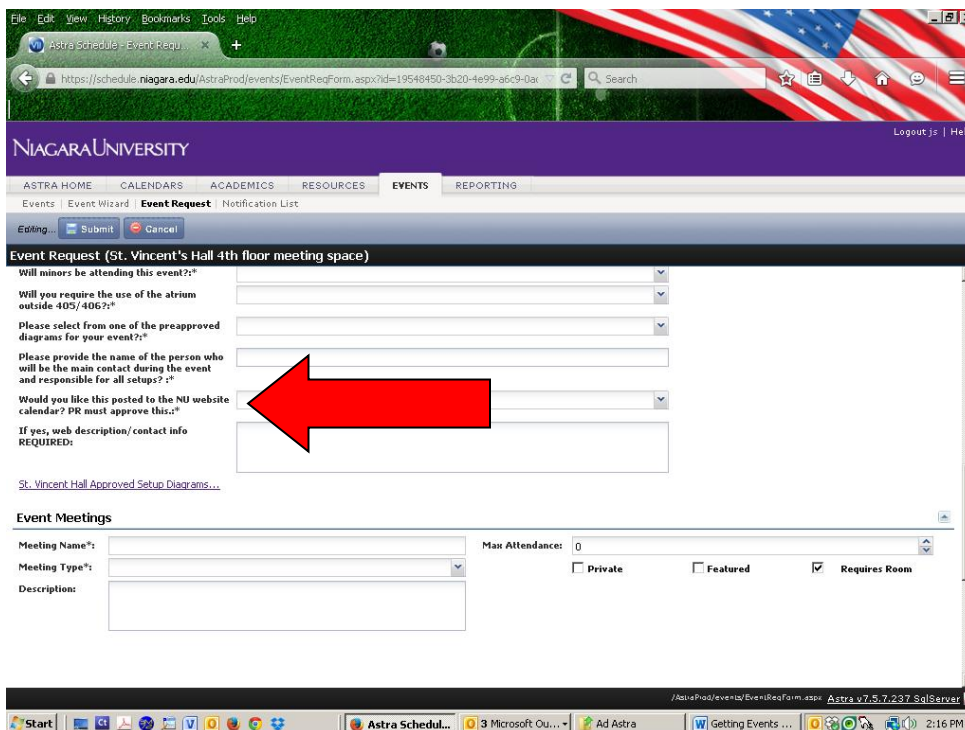 File Edit View History Bookmarks Tools Help
Astra Schedule - Event Requ... × +
https://schedule.niagara.edu/AstraProd/events/EventReqForm.aspx?id=19548450-3b20-4e99-a6c9-0ac Search
Logout js | Hel
NIAGARA UNIVERSITY
ASTRA HOME CALENDARS ACADEMICS RESOURCES EVENTS REPORTING
Events | Event Wizard | Event Request | Notification List
Editing... Submit Cancel
Event Request (St. Vincent's Hall 4th floor meeting space)
Will minors be attending this event?:*
Will you require the use of the atrium
outside 405/406?:*
Please select from one of the preapproved
diagrams for your event?:*
Please provide the name of the person who
will be the main contact during the event
and responsible for all setups? :*
Would you like this posted to the NU website
calendar? PR must approve this.:*
If yes, web description/contact info
REQUIRED:
St. Vincent Hall Approved Setup Diagrams...
Event Meetings
Meeting Name*: Max Attendance: 0
Meeting Type*: Private Featured Requires Room
Description:
/AstraProd/events/EventReqForm.aspx Astra v7.5.7.237 SqlServer
Start Astra Schedul... 3 Microsoft Ou... Ad Astra Getting Events ... 2:16 PM